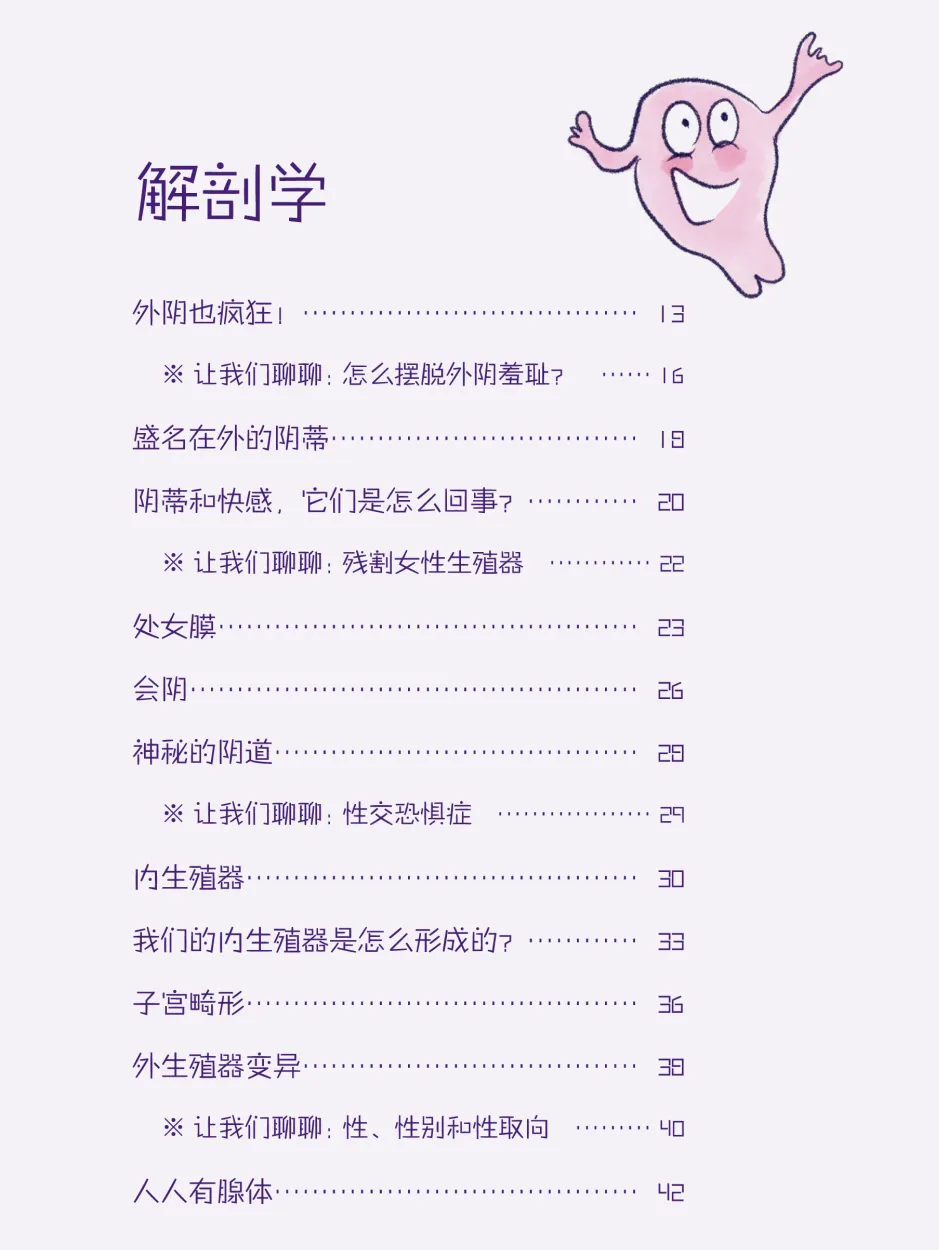 解剖学
外阴也疯狂! ………………………………… 13
※ 让我们聊聊: 怎么摆脱外阴羞耻? …… 16
盛名在外的阴蒂………………………………… 18
阴蒂和快感, 它们是怎么回事? ………… 20
※ 让我们聊聊: 残割女性生殖器 ………… 22
处女膜………………………………………… 23
会阴…………………………………………… 26
神秘的阴道…………………………………… 28
※ 让我们聊聊: 性交恐惧症 ……………… 29
内生殖器……………………………………… 30
我们的内生殖器是怎么形成的? ………… 33
子宫畸形……………………………………… 36
外生殖器变异………………………………… 38
※ 让我们聊聊: 性、性别和性取向 ……… 40
人人有腺体…………………………………… 42